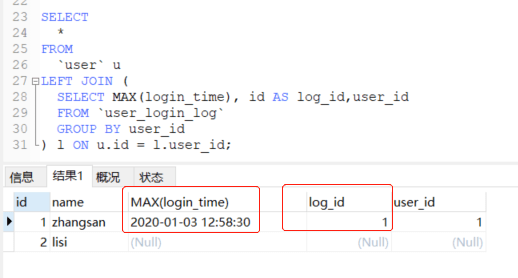 23 SELECT
24 *
25 FROM
26 `user` u
27 LEFT JOIN (
28 SELECT MAX(login_time), id AS log_id,user_id
29 FROM `user_login_log`
30 GROUP BY user_id
31 ) l ON u.id = l.user_id;
信息 结果1 概况 状态
id name MAX(login_time) log_id user_id
1 zhangsan 2020-01-03 12:58:30 1 1
2 lisi (Null) (Null) (Null)